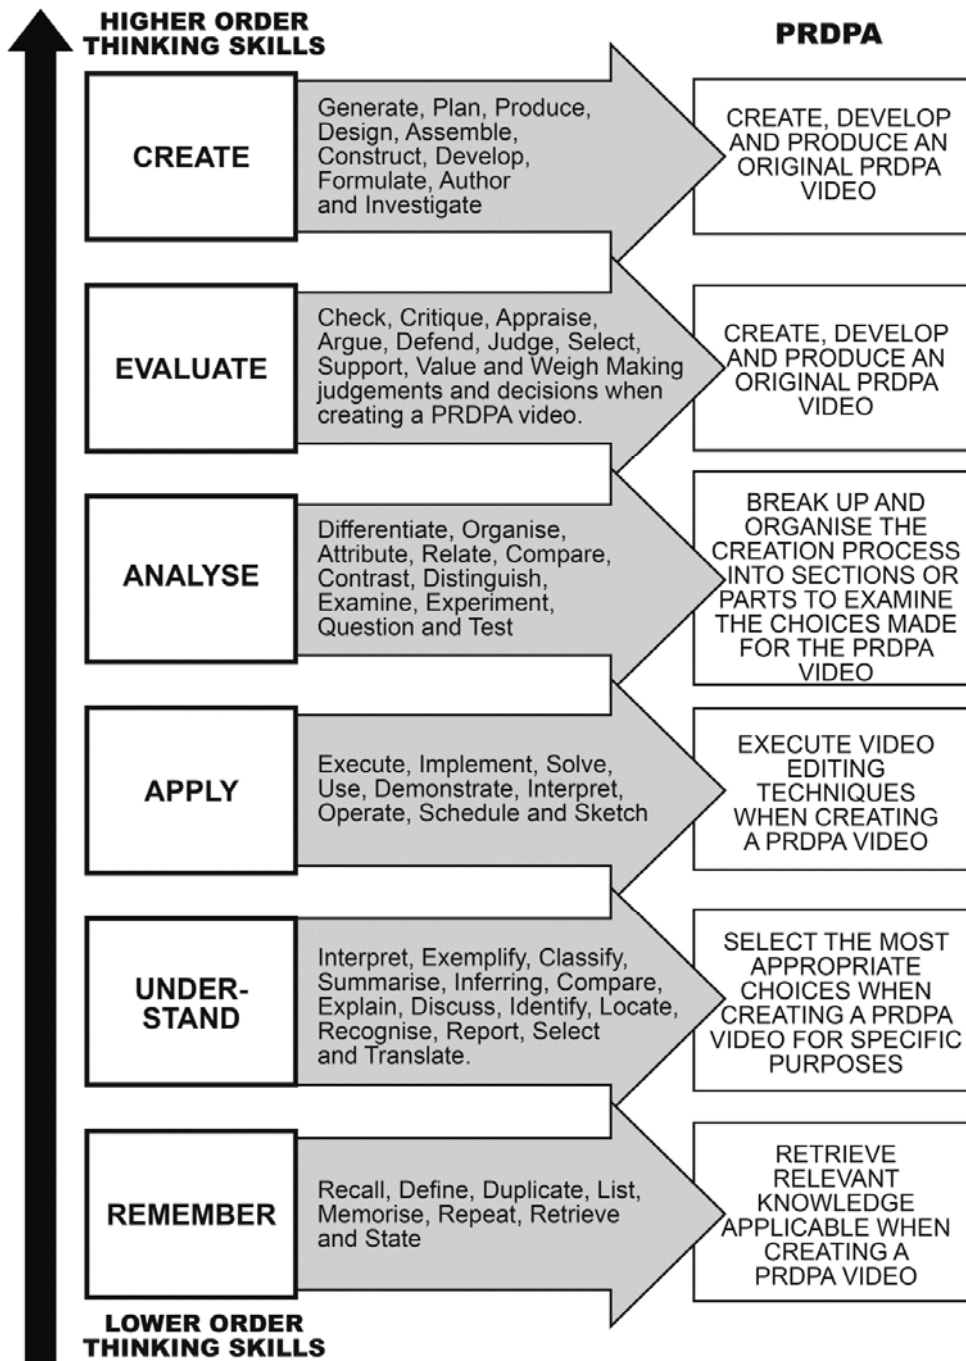 HIGHER ORDER
THINKING SKILLS
PRDPA
CREATE
Generate, Plan, Produce,
Design, Assemble,
Construct, Develop,
Formulate, Author
and Investigate
CREATE, DEVELOP
AND PRODUCE AN
ORIGINAL PRDPA
VIDEO
EVALUATE
Check, Critique, Appraise,
Argue, Defend, Judge, Select,
Support, Value and Weigh Making
judgements and decisions when
creating a PRDPA video.
CREATE, DEVELOP
AND PRODUCE AN
ORIGINAL PRDPA
VIDEO
ANALYSE
Differentiate, Organise,
Attribute, Relate, Compare,
Contrast, Distinguish,
Examine, Experiment,
Question and Test
BREAK UP AND
ORGANISE THE
CREATION PROCESS
INTO SECTIONS OR
PARTS TO EXAMINE
THE CHOICES MADE
FOR THE PRDPA
VIDEO
APPLY
Execute, Implement, Solve,
Use, Demonstrate, Interpret,
Operate, Schedule and Sketch
EXECUTE VIDEO
EDITING
TECHNIQUES
WHEN CREATING
A PRDPA VIDEO
UNDER-
STAND
Interpret, Exemplify, Classify,
Summarise, Inferring, Compare,
Explain, Discuss, Identify, Locate,
Recognise, Report, Select
and Translate.
SELECT THE MOST
APPROPRIATE
CHOICES WHEN
CREATING A PRDPA
VIDEO FOR SPECIFIC
PURPOSES
REMEMBER
Recall, Define, Duplicate, List,
Memorise, Repeat, Retrieve
and State
RETRIEVE
RELEVANT
KNOWLEDGE
APPLICABLE WHEN
CREATING A
PRDPA VIDEO
LOWER ORDER
THINKING SKILLS